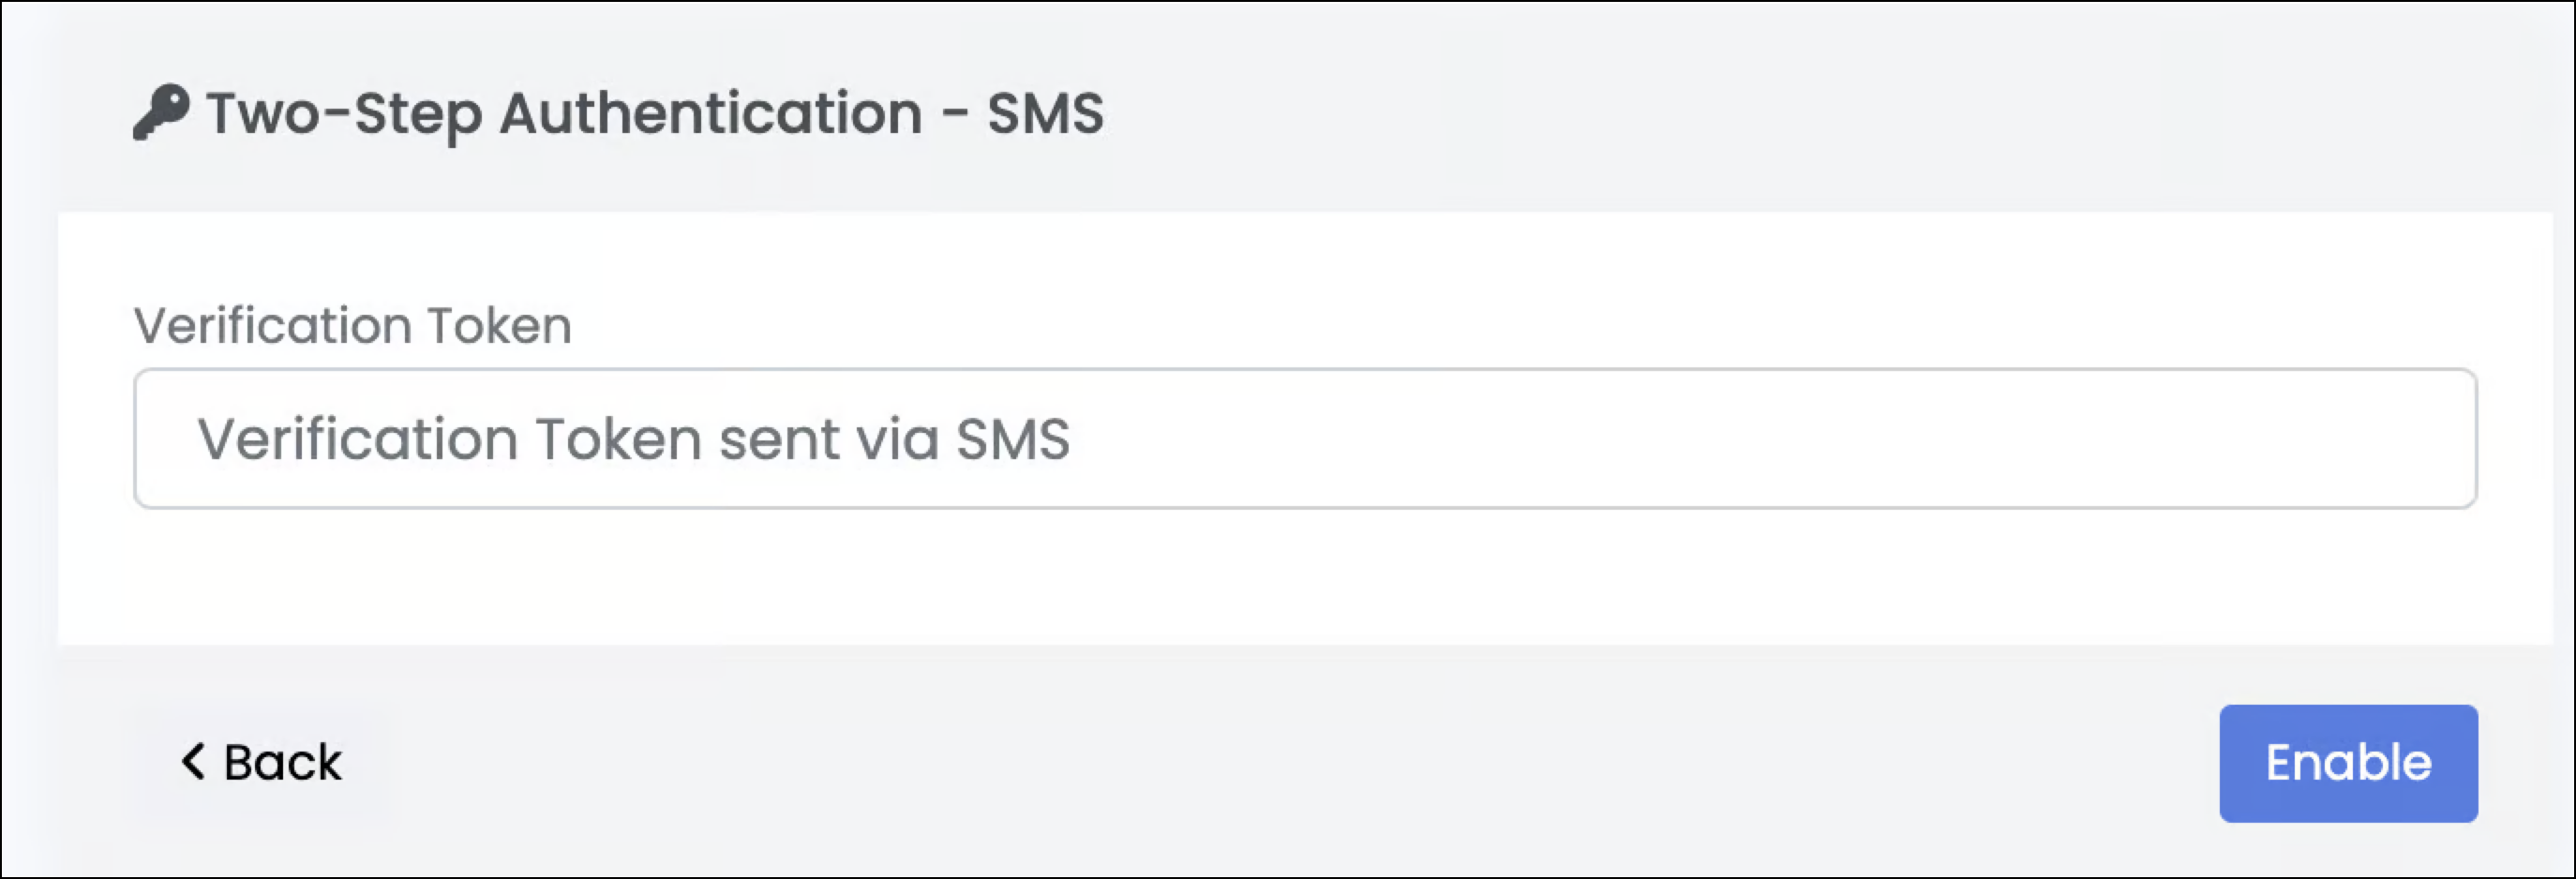 Two-Step Authentication - SMS
Verification Token
Verification Token sent via SMS
Back
Enable